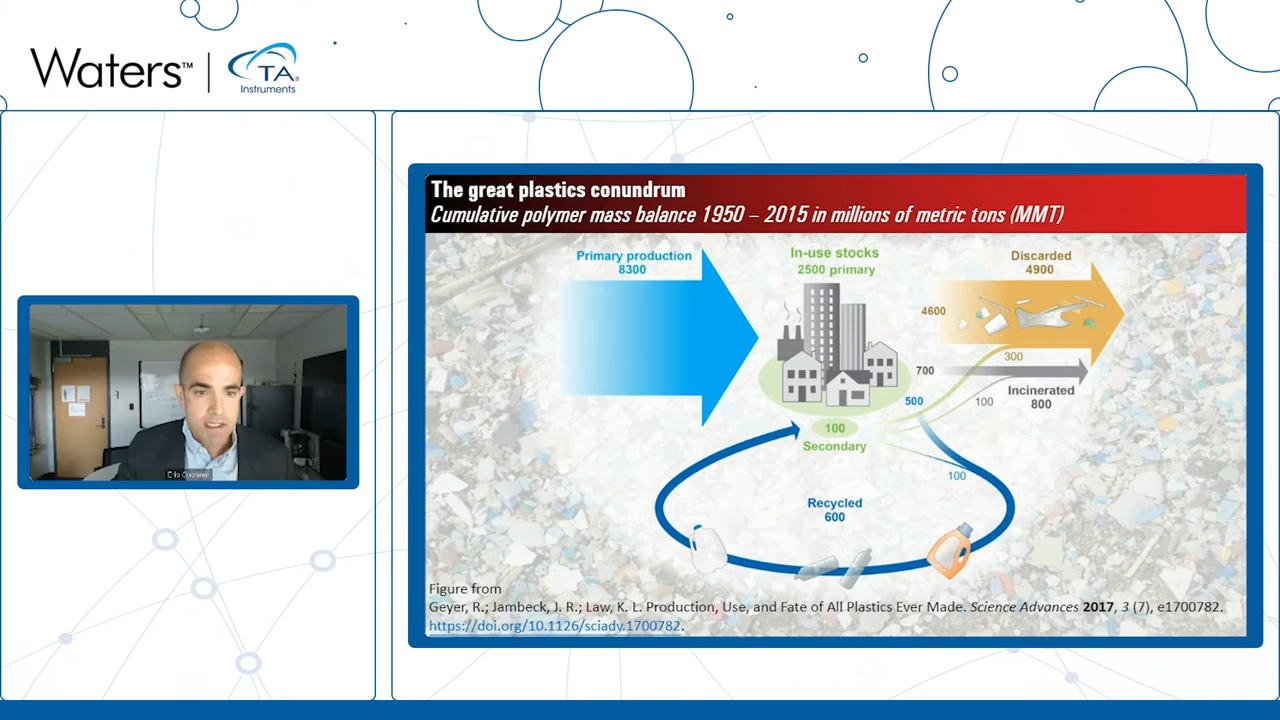 Waters™
TA®
Instruments
The great plastics conundrum
Cumulative polymer mass balance 1950 – 2015 in millions of metric tons (MMT)
Primary production
8300
In-use stocks
2500 primary
Discarded
4900
4600
300
700
Incinerated
800
500
100
100
Secondary
100
Recycled
600
Figure from
Geyer, R.; Jambeck, J. R.; Law, K. L. Production, Use, and Fate of All Plastics Ever Made. Science Advances 2017, 3 (7), e1700782.
https://doi.org/10.1126/sciadv.1700782.